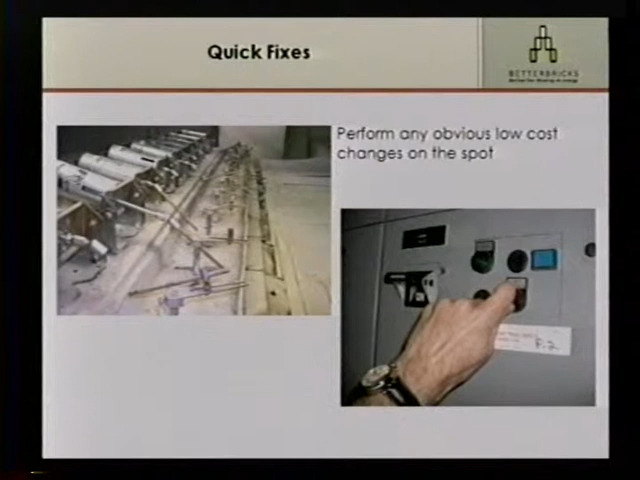 Quick Fixes
BETTERBRICKS
Perform any obvious low cost
changes on the spot